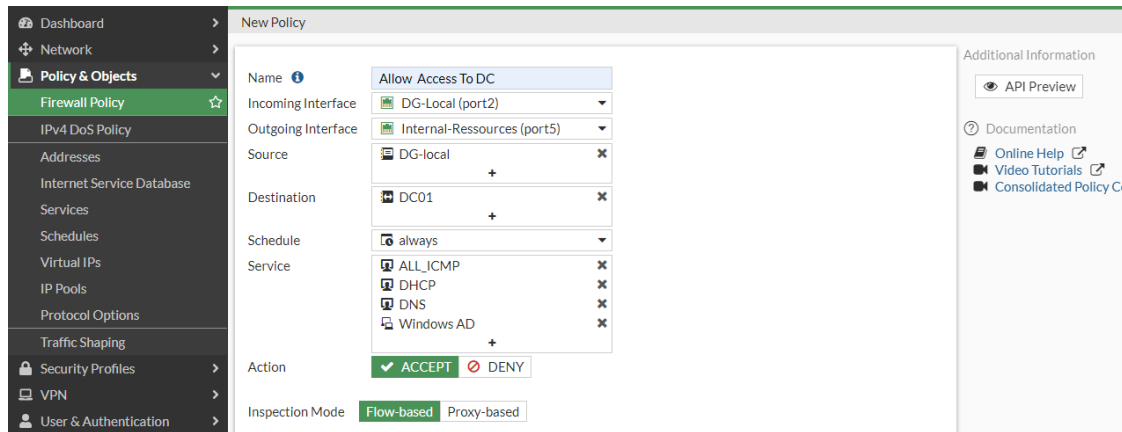 Dashboard
Network
Policy & Objects
Firewall Policy
IPv4 DoS Policy
Addresses
Internet Service Database
Services
Schedules
Virtual IPs
IP Pools
Protocol Options
Traffic Shaping
Security Profiles
VPN
User & Authentication
New Policy
Name
Allow Access To DC
Incoming Interface
DG-Local (port2)
Outgoing Interface
Internal-Ressources (port5)
Source
DG-local
+
Destination
DC01
+
Schedule
always
Service
ALL_ICMP
DHCP
DNS
Windows AD
+
Action
ACCEPT
DENY
Inspection Mode
Flow-based
Proxy-based
Additional Information
API Preview
Documentation
Online Help
Video Tutorials
Consolidated Policy